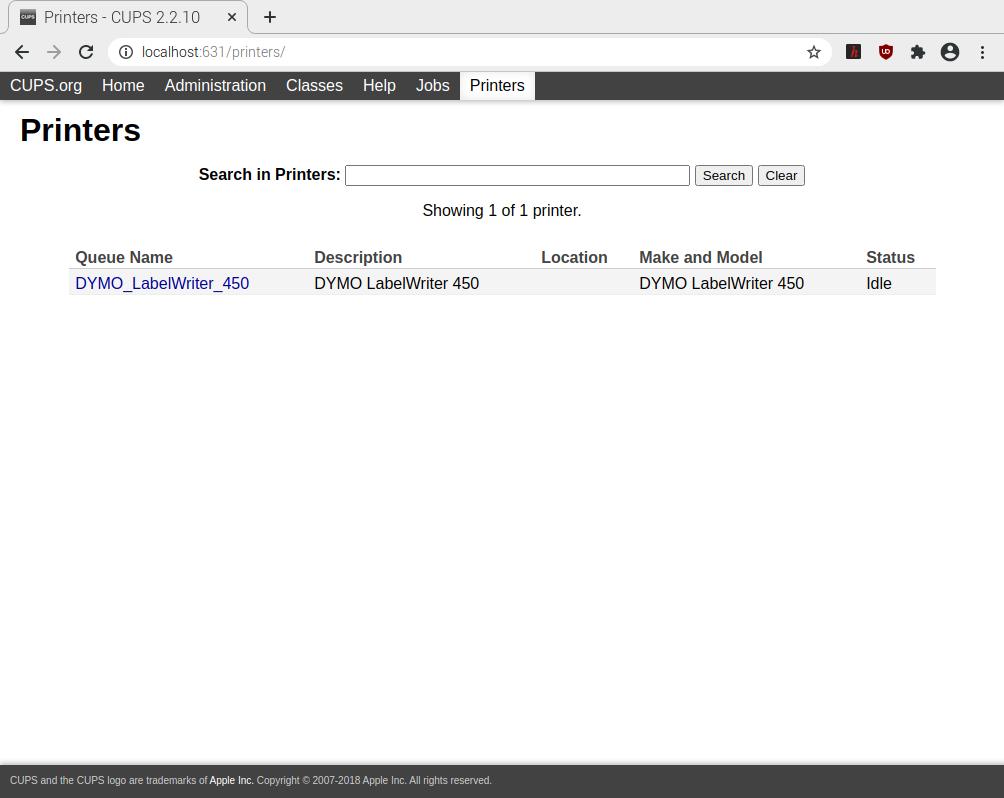 Printers - CUPS 2.2.10
localhost:631/printers/
CUPS.org Home Administration Classes Help Jobs Printers
Printers
Search in Printers: Search Clear
Showing 1 of 1 printer.
Queue Name Description Location Make and Model Status
DYMO_LabelWriter_450 DYMO LabelWriter 450 DYMO LabelWriter 450 Idle
CUPS and the CUPS logo are trademarks of Apple Inc. Copyright © 2007-2018 Apple Inc. All rights reserved.